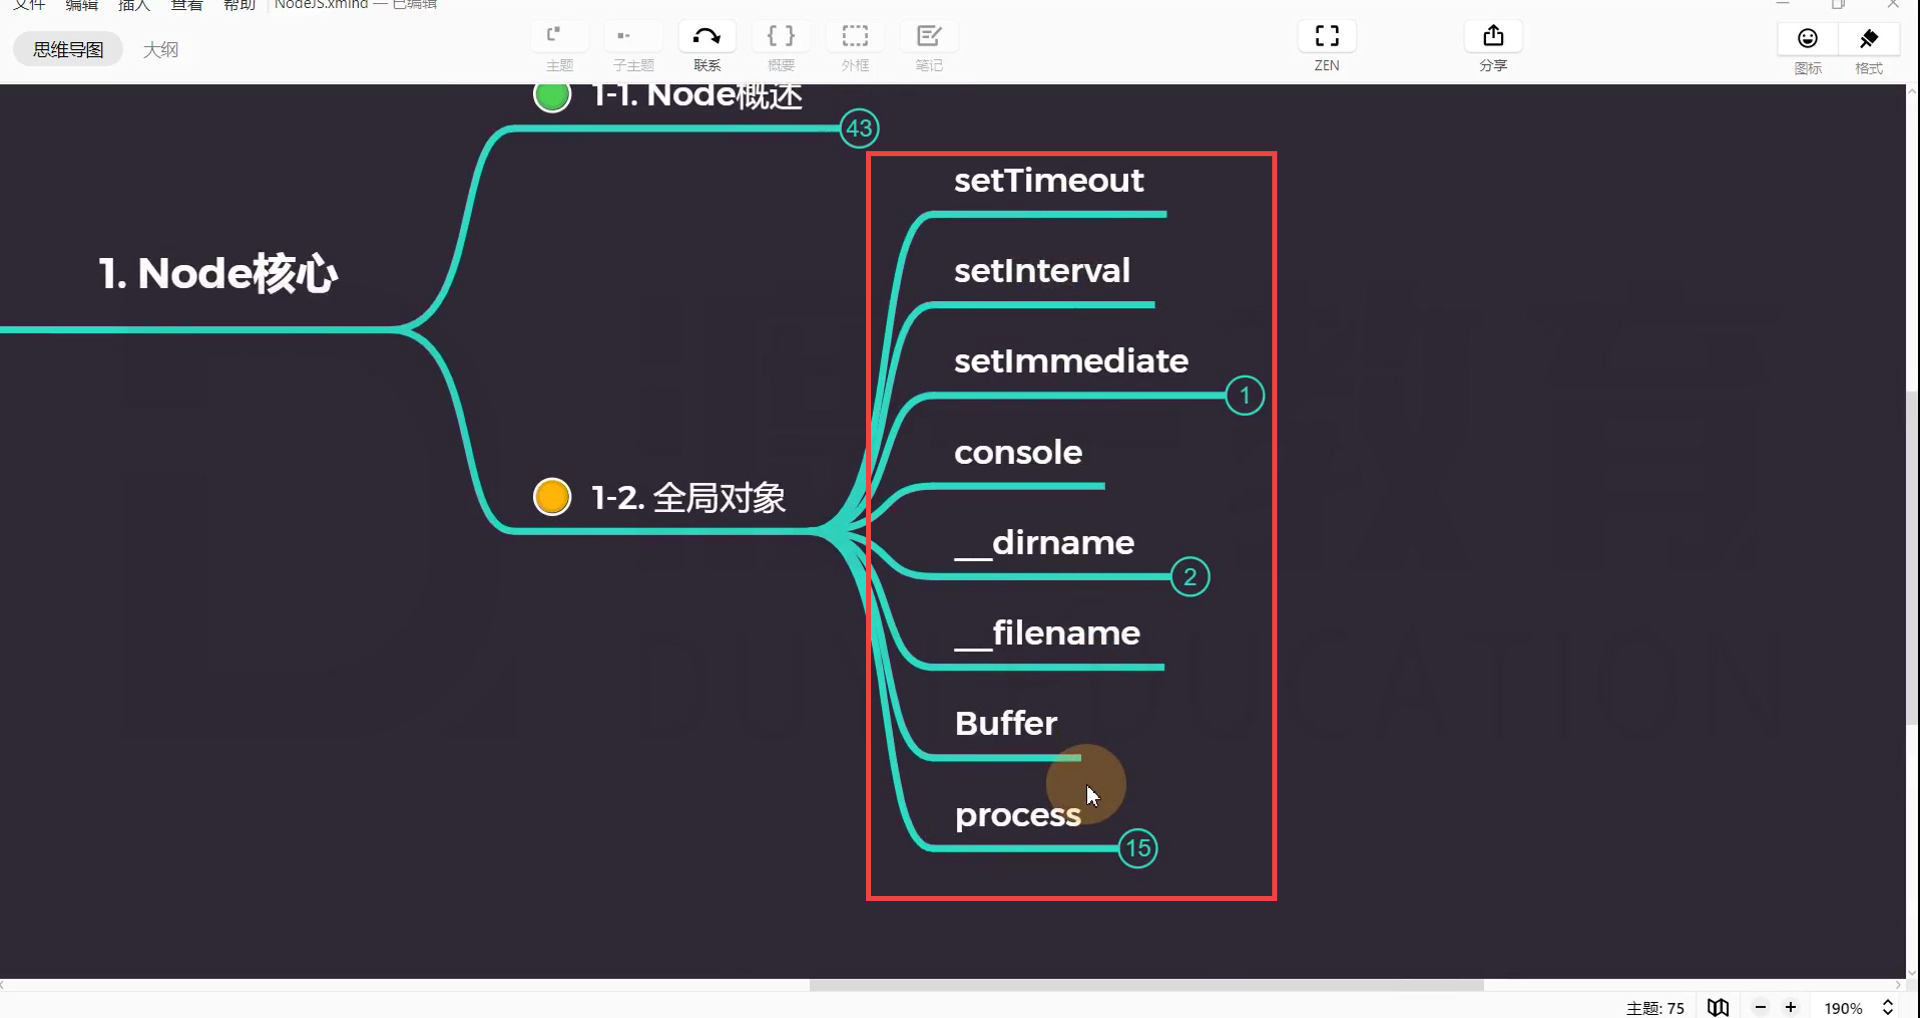 文件 编辑 插入 查看 帮助 NodeJS.xmind — 已编辑
思维导图 大纲
主题 子主题 联系 概要 外框 笔记 ZEN 分享 图标 格式
1-1. Node概述
43
setTimeout
setInterval
1. Node核心
setImmediate
1
console
1-2. 全局对象
__dirname
2
__filename
DUYI EDUCATION
Buffer
process
15
主题: 75 190%